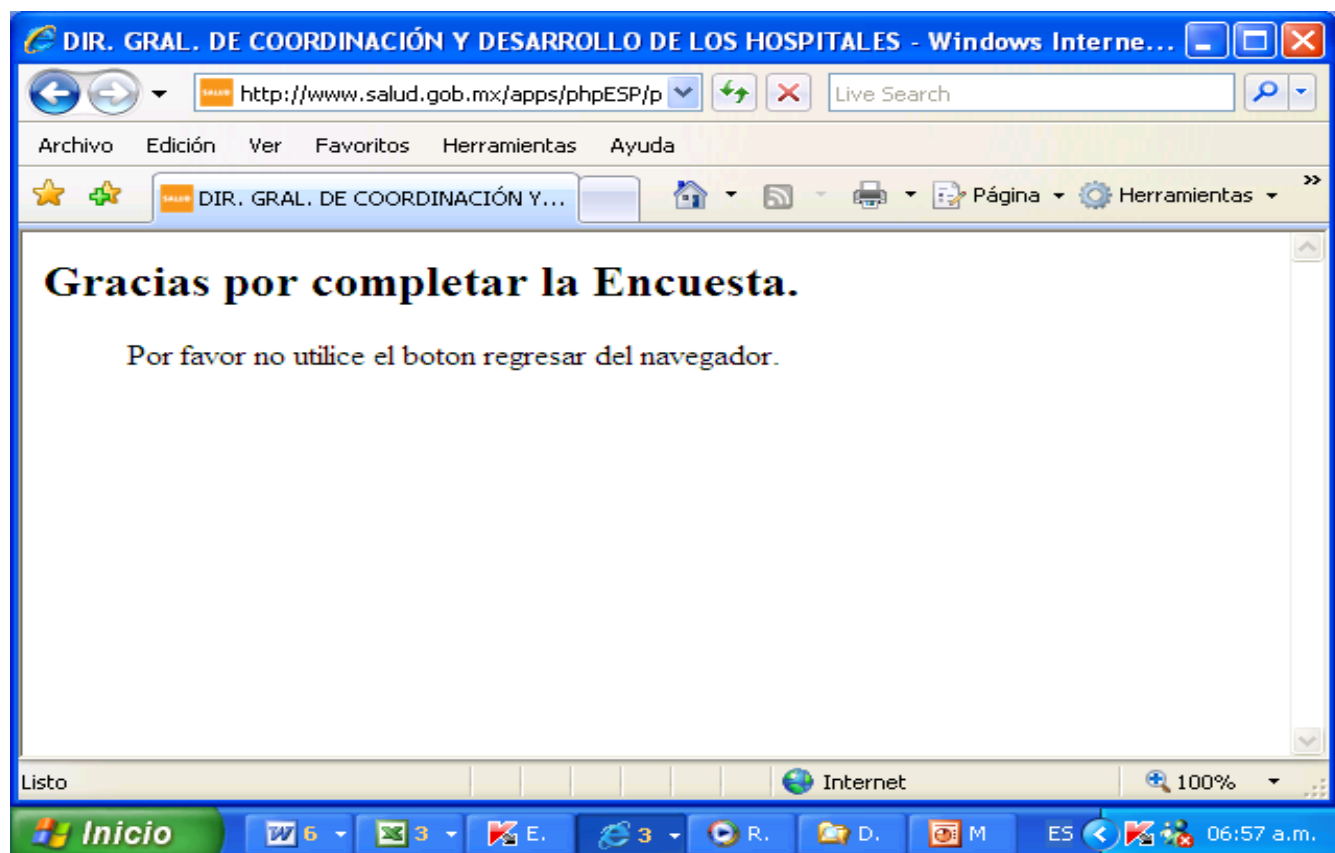 DIR. GRAL. DE COORDINACIÓN Y DESARROLLO DE LOS HOSPITALES - Windows Interne...
SALUD http://www.salud.gob.mx/apps/phpESP/p Live Search
Archivo Edición Ver Favoritos Herramientas Ayuda
SALUD DIR. GRAL. DE COORDINACIÓN Y... Página Herramientas »
Gracias por completar la Encuesta.
Por favor no utilice el boton regresar del navegador.
Listo Internet 100%
Inicio 6 3 E. 3 R. D. M ES 06:57 a.m.